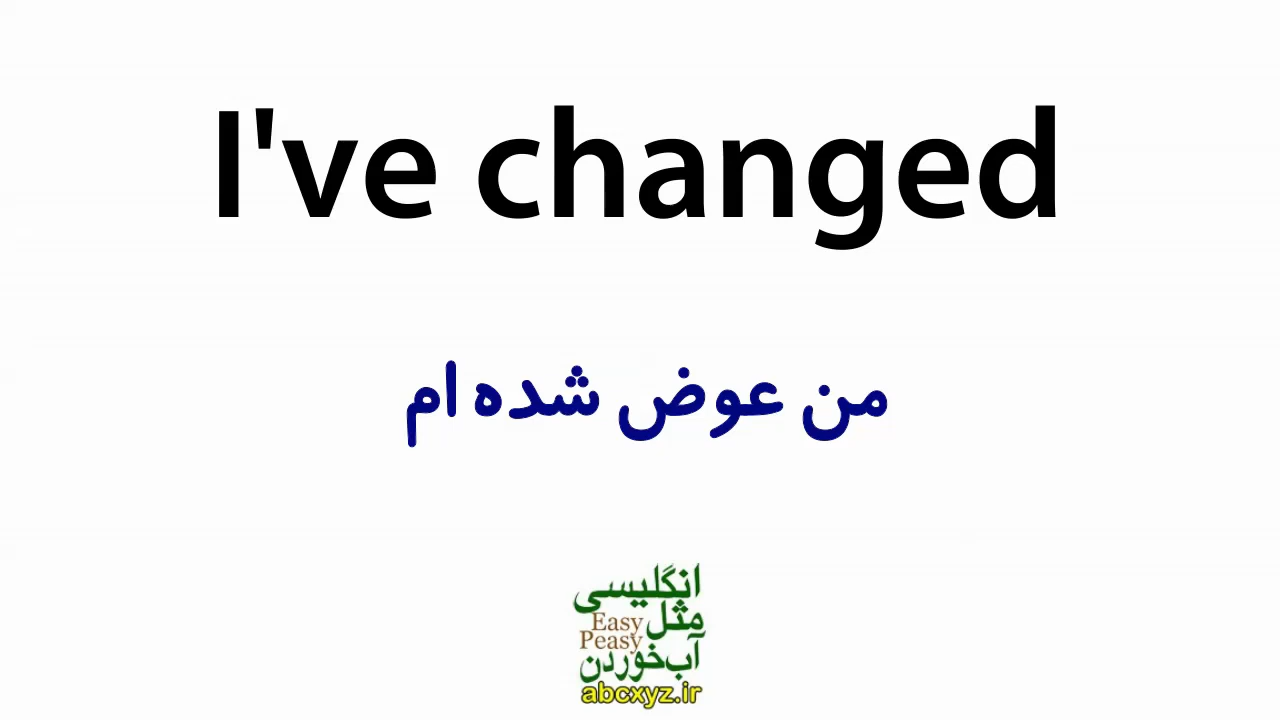 I've changed
من عوض شده ام
انگلیسی
مثل
Easy
Peasy
آب‌خوردن
abcxyz.ir